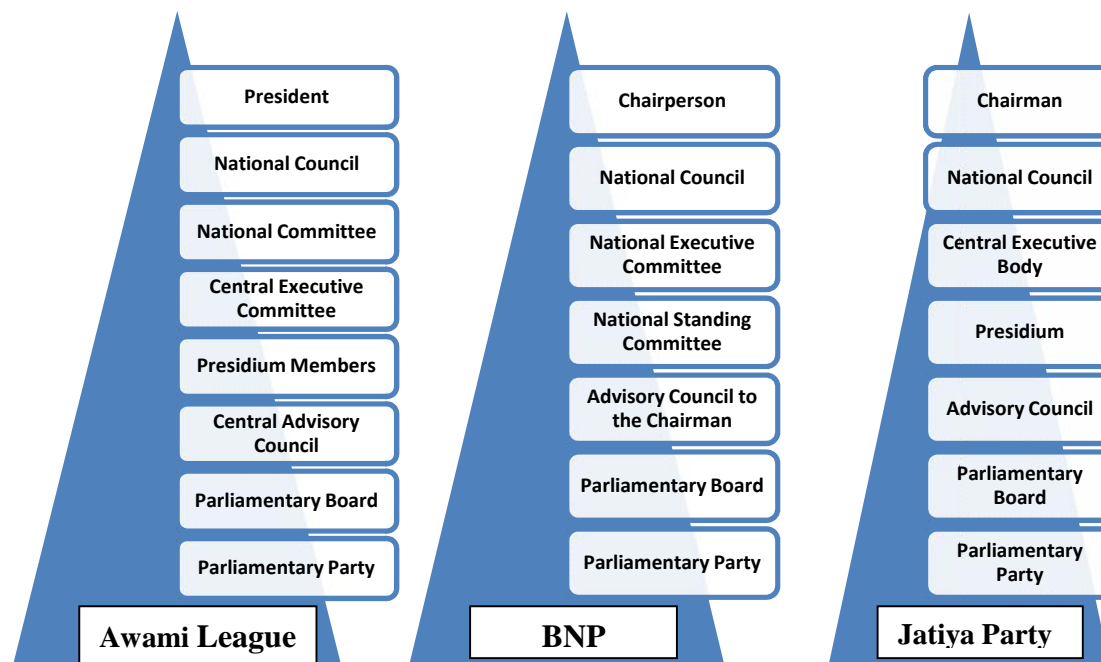 President
National Council
National Committee
Central Executive
Committee
Presidium Members
Central Advisory
Council
Parliamentary Board
Parliamentary Party
Awami League
Chairperson
National Council
National Executive
Committee
National Standing
Committee
Advisory Council to
the Chairman
Parliamentary Board
Parliamentary Party
BNP
Chairman
National Council
Central Executive
Body
Presidium
Advisory Council
Parliamentary
Board
Parliamentary
Party
Jatiya Party